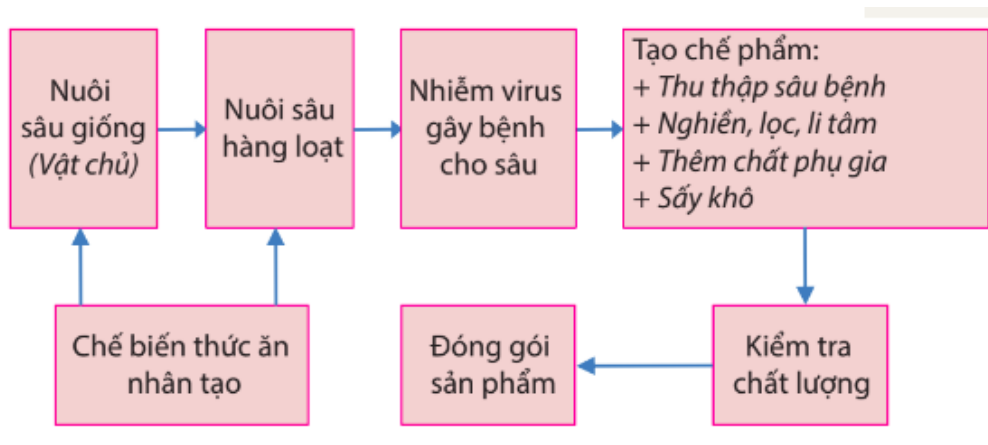 Nuôi
sâu giống
(Vật chủ)
Nuôi sâu
hàng loạt
Nhiễm virus
gây bệnh
cho sâu
Tạo chế phẩm:
+ Thu thập sâu bệnh
+ Nghiền, lọc, li tâm
+ Thêm chất phụ gia
+ Sấy khô
Chế biến thức ăn
nhân tạo
Đóng gói
sản phẩm
Kiểm tra
chất lượng